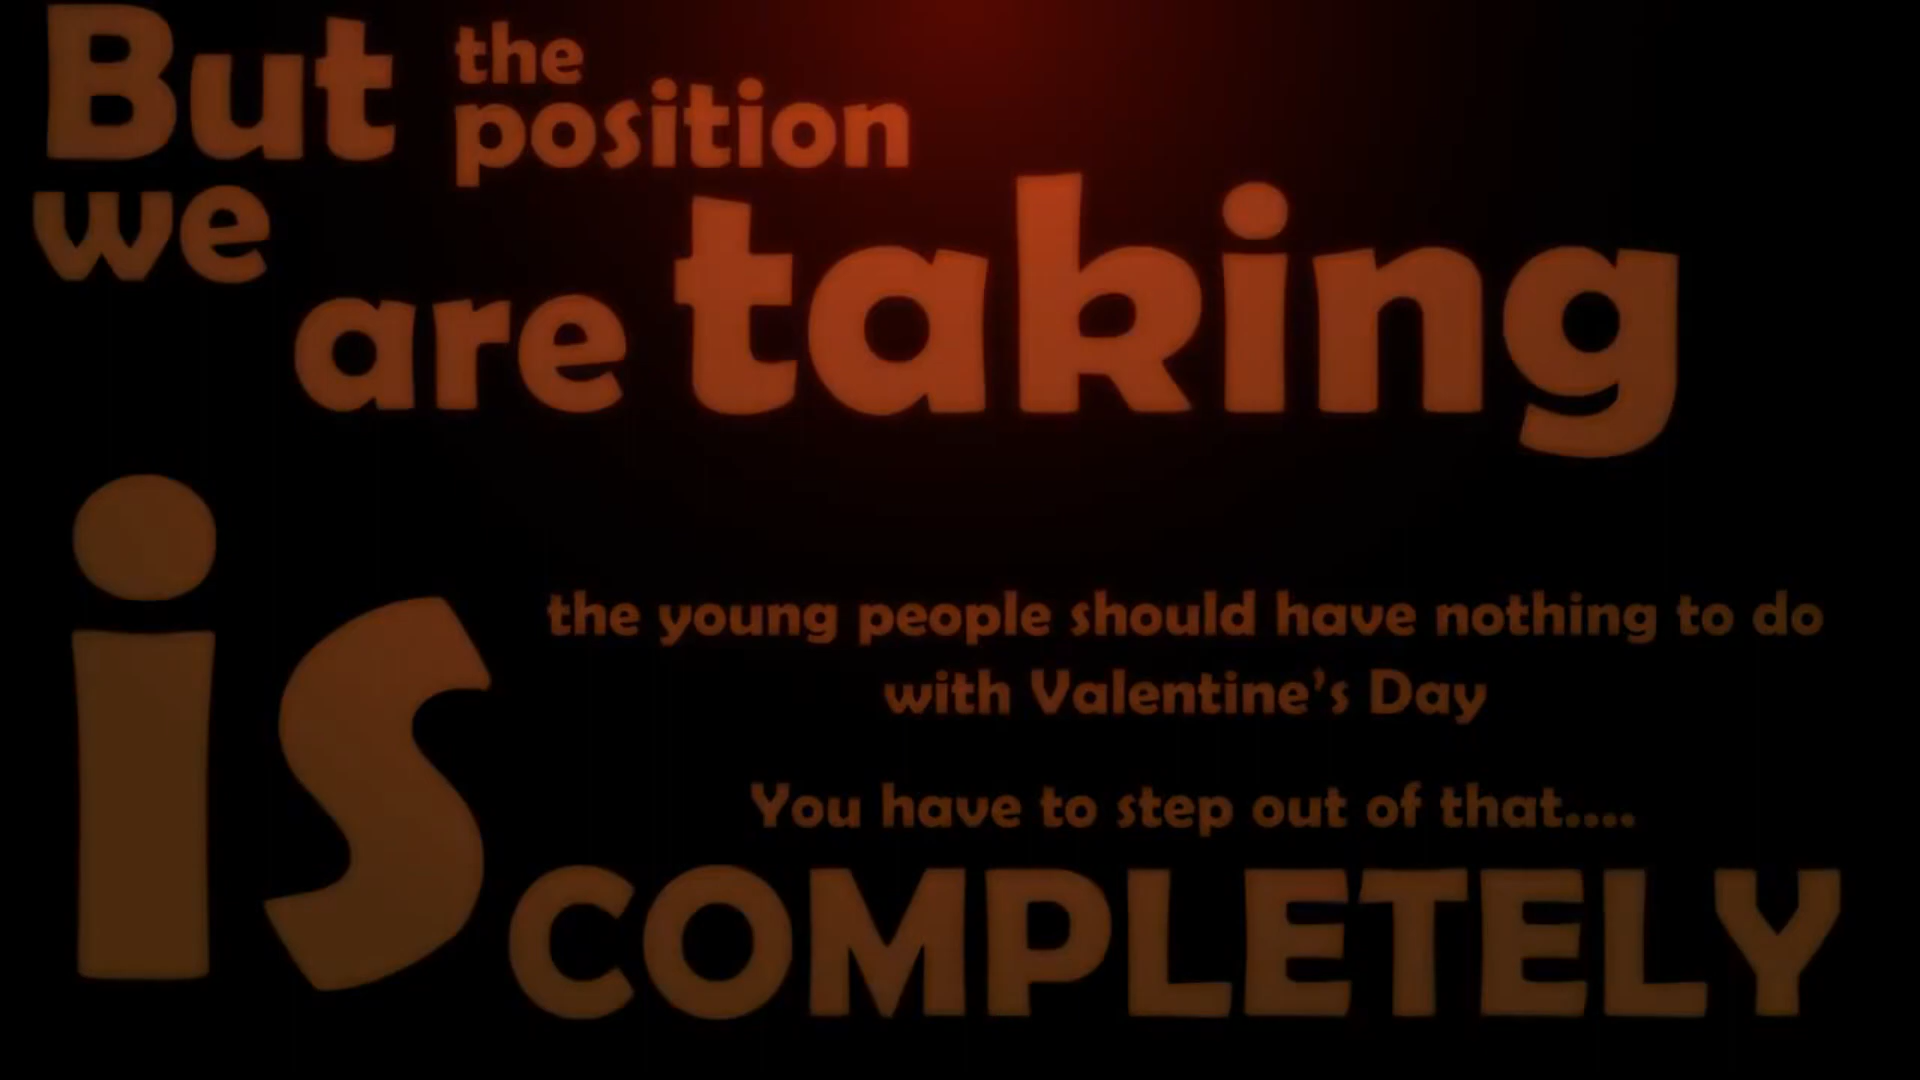 But the
position
we
are taking
is
the young people should have nothing to do
with Valentine's Day
You have to step out of that....
COMPLETELY